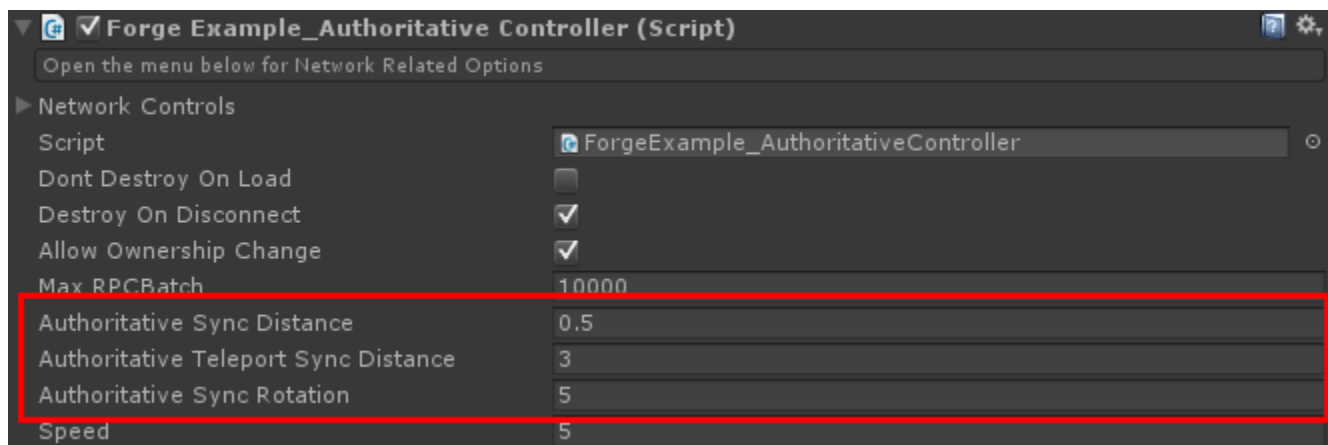 Forge Example_Authoritative Controller (Script)
Open the menu below for Network Related Options
Network Controls
Script ForgeExample_AuthoritativeController
Dont Destroy On Load
Destroy On Disconnect
Allow Ownership Change
Max RPCBatch 10000
Authoritative Sync Distance 0.5
Authoritative Teleport Sync Distance 3
Authoritative Sync Rotation 5
Speed 5